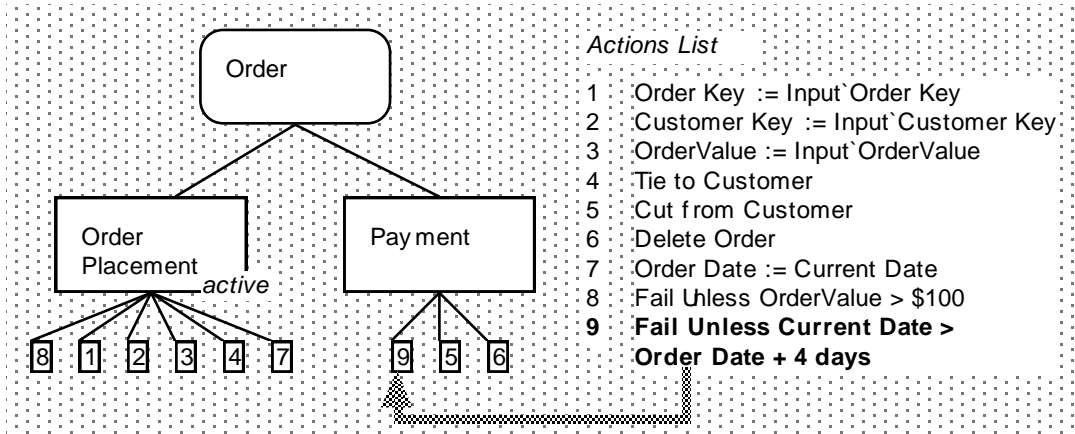 Actions List
Order
1 Order Key := Input`Order Key
2 Customer Key := Input`Customer Key
3 OrderValue := Input`OrderValue
4 Tie to Customer
5 Cut from Customer
6 Delete Order
7 Order Date := Current Date
8 Fail Unless OrderValue > $100
9 Fail Unless Current Date >
Order Date + 4 days
Order
Placement
active
Payment
8 1 2 3 4 7
9 5 6